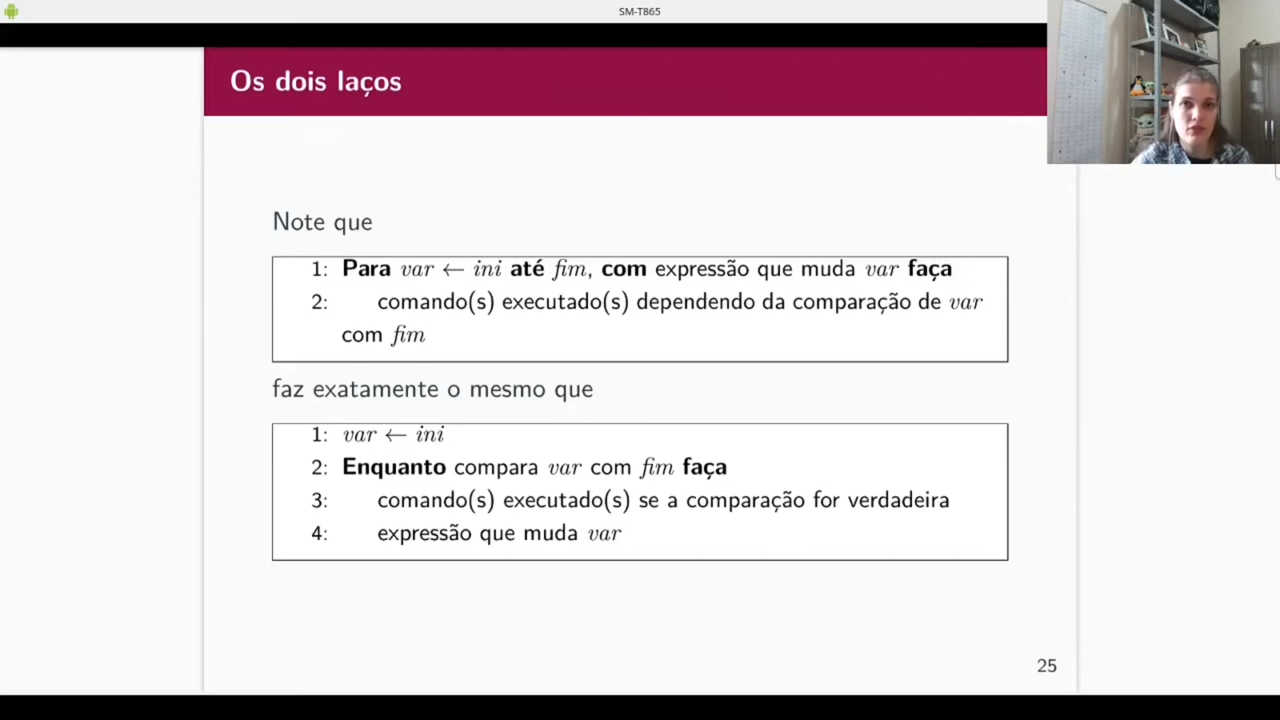 SM-T865
Os dois laços
Note que
1: Para var ← ini até fim, com expressão que muda var faça
2: comando(s) executado(s) dependendo da comparação de var
com fim
faz exatamente o mesmo que
1: var ← ini
2: Enquanto compara var com fim faça
3: comando(s) executado(s) se a comparação for verdadeira
4: expressão que muda var
25